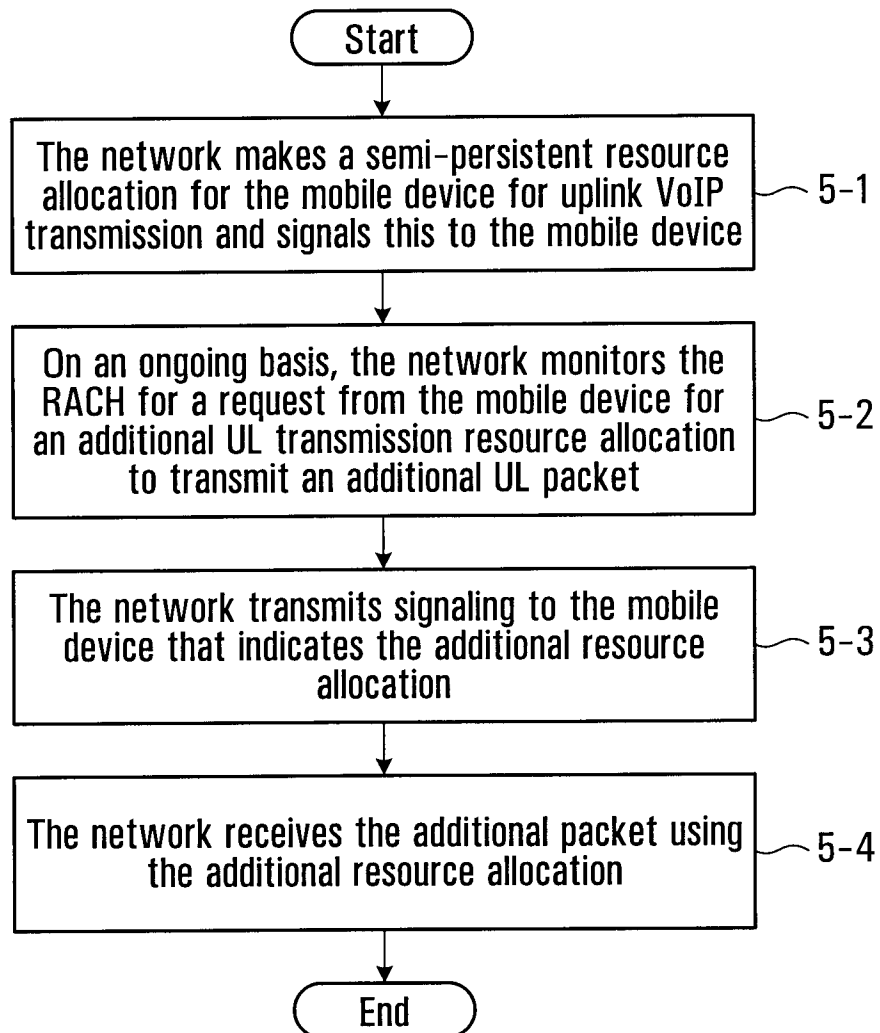 Start
The network makes a semi-persistent resource
allocation for the mobile device for uplink VoIP
transmission and signals this to the mobile device
5-1
On an ongoing basis, the network monitors the
RACH for a request from the mobile device for
an additional UL transmission resource allocation
to transmit an additional UL packet
5-2
The network transmits signaling to the mobile
device that indicates the additional resource
allocation
5-3
The network receives the additional packet using
the additional resource allocation
5-4
End